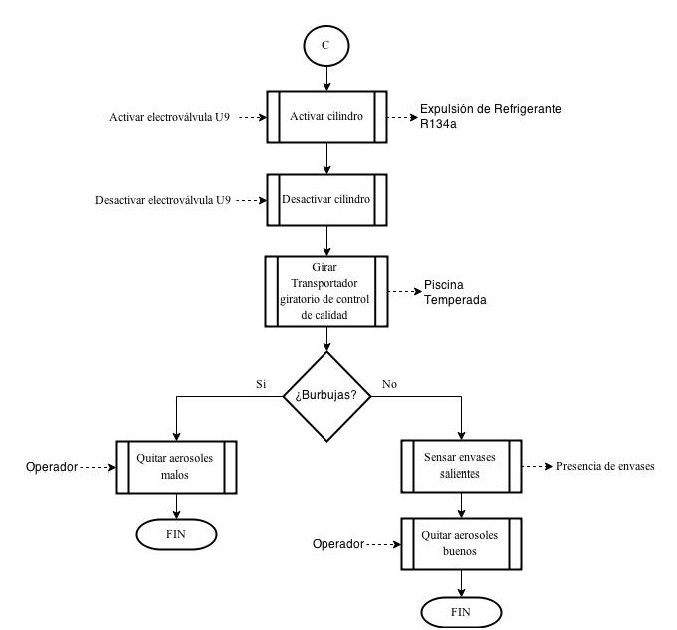 C
Activar electroválvula U9
Activar cilindro
Expulsión de Refrigerante
R134a
Desactivar electroválvula U9
Desactivar cilindro
Girar
Transportador
giratorio de control
de calidad
Piscina
Temperada
Si
¿Burbujas?
No
Operador
Quitar aerosoles
malos
Sensar envases
salientes
Presencia de envases
FIN
Operador
Quitar aerosoles
buenos
FIN